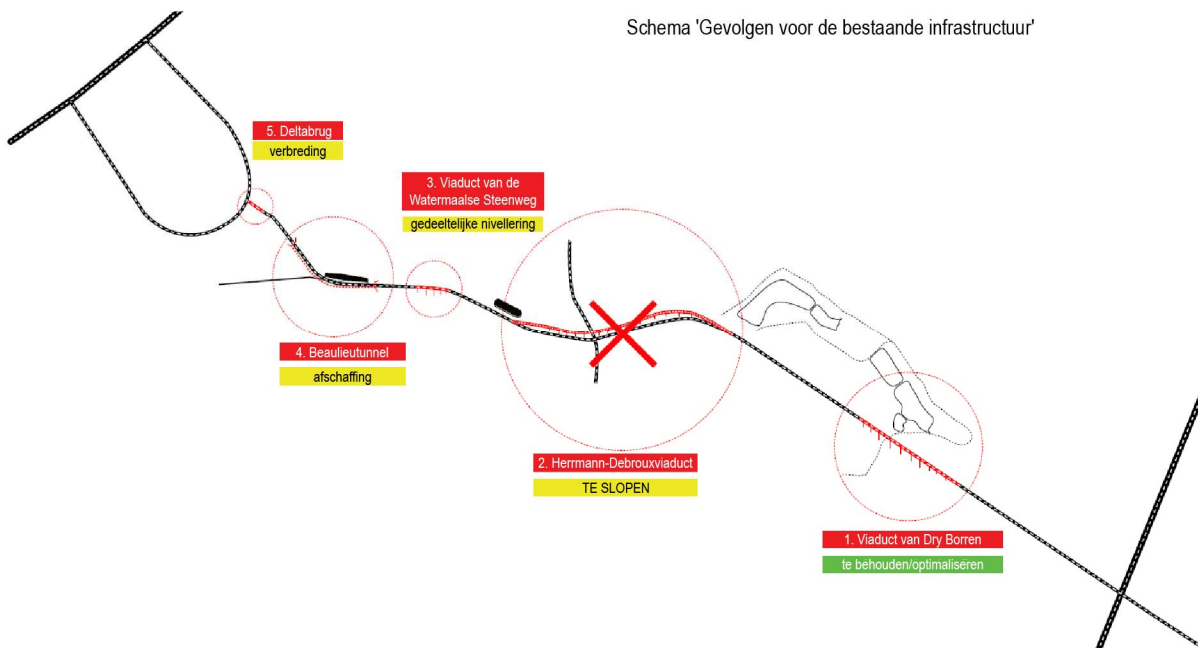 Schema 'Gevolgen voor de bestaande infrastructuur'
5. Deltabrug
verbreding
3. Viaduct van de
Watermaalse Steenweg
gedeeltelijke nivellering
4. Beaulieutunnel
afschaffing
2. Herrmann-Debrouxviaduct
TE SLOPEN
1. Viaduct van Dry Borren
te behouden/optimaliseren